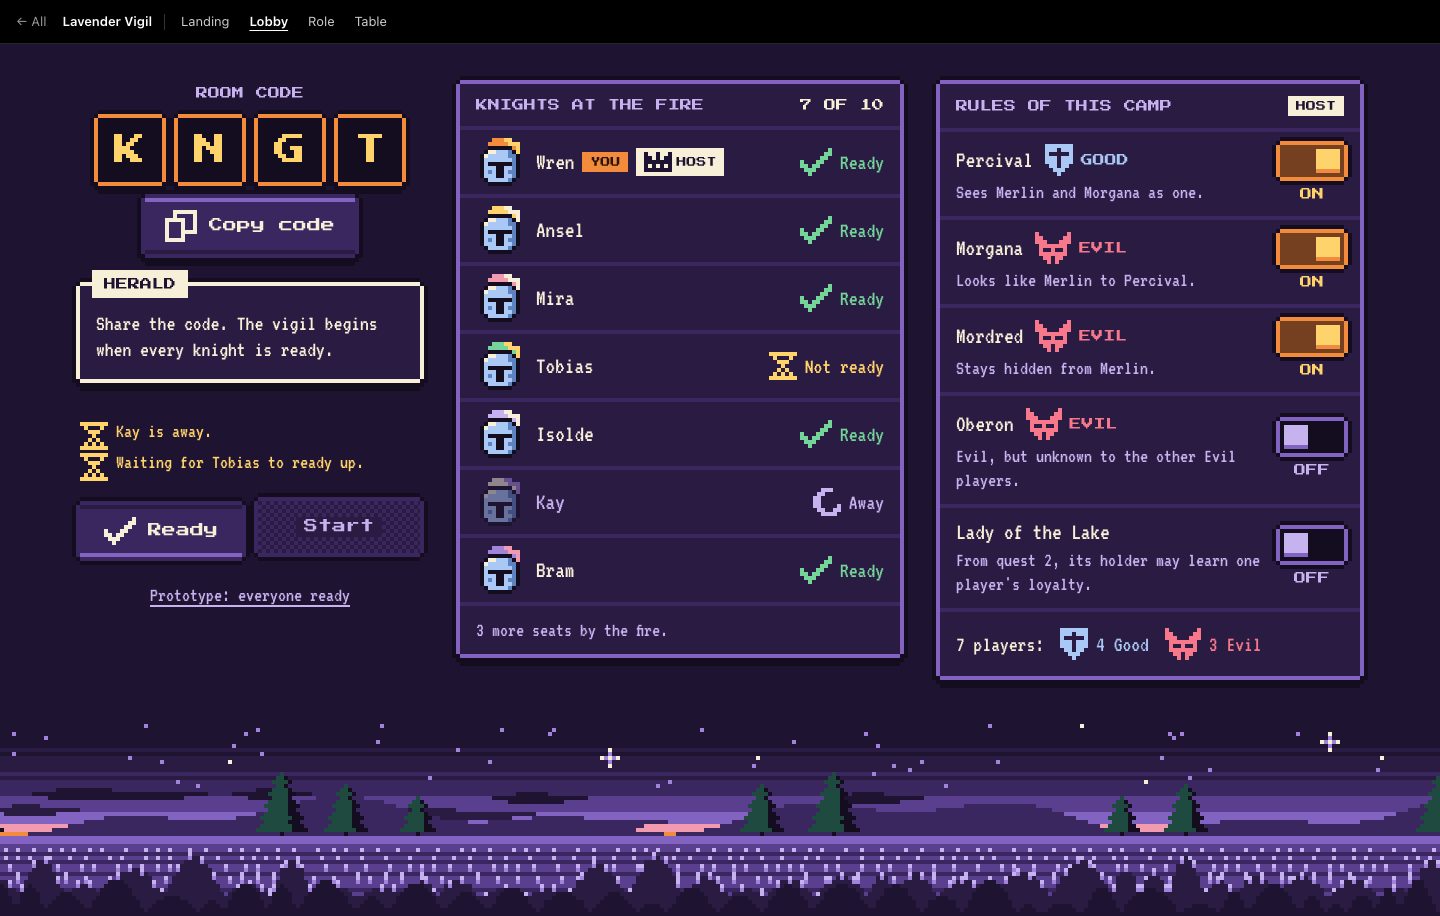 ← All Lavender Vigil Landing Lobby Role Table
ROOM CODE
K N G T
Copy code
HERALD
Share the code. The vigil begins
when every knight is ready.
Kay is away.
Waiting for Tobias to ready up.
Ready Start
Prototype: everyone ready
KNIGHTS AT THE FIRE 7 OF 10
Wren YOU HOST Ready
Ansel Ready
Mira Ready
Tobias Not ready
Isolde Ready
Kay Away
Bram Ready
3 more seats by the fire.
RULES OF THIS CAMP HOST
Percival GOOD
Sees Merlin and Morgana as one.
ON
Morgana EVIL
Looks like Merlin to Percival.
ON
Mordred EVIL
Stays hidden from Merlin.
ON
Oberon EVIL
Evil, but unknown to the other Evil
players.
OFF
Lady of the Lake
From quest 2, its holder may learn one
player's loyalty.
OFF
7 players: 4 Good 3 Evil